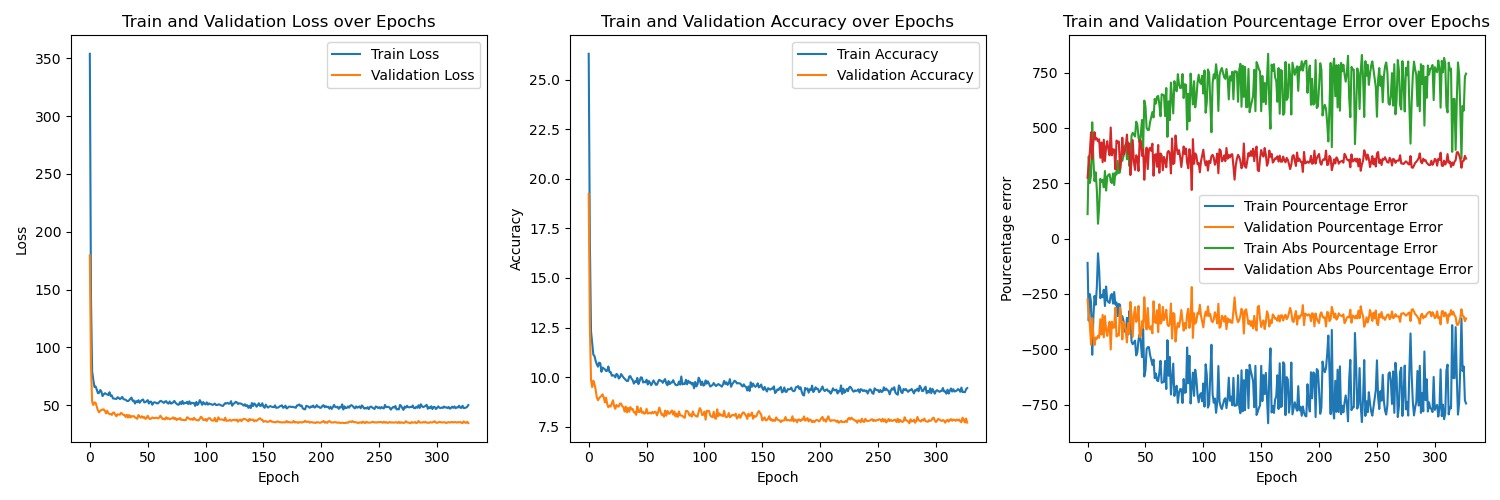 Train and Validation Loss over Epochs
Train Loss
Validation Loss
350
300
250
200
150
100
50
Loss
0 50 100 150 200 250 300
Epoch
Train and Validation Accuracy over Epochs
Train Accuracy
Validation Accuracy
25.0
22.5
20.0
17.5
15.0
12.5
10.0
7.5
Accuracy
0 50 100 150 200 250 300
Epoch
Train and Validation Pourcentage Error over Epochs
750
500
250
0
−250
−500
−750
Pourcentage error
Train Pourcentage Error
Validation Pourcentage Error
Train Abs Pourcentage Error
Validation Abs Pourcentage Error
0 50 100 150 200 250 300
Epoch